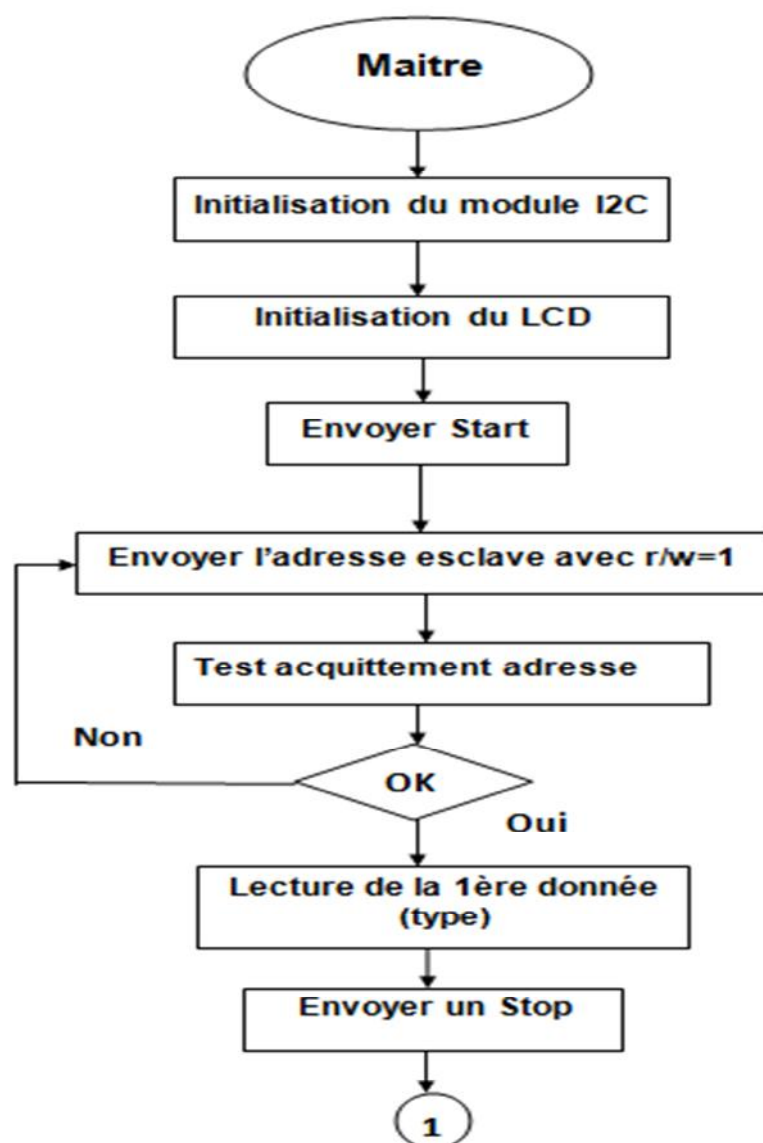 Maitre
Initialisation du module I2C
Initialisation du LCD
Envoyer Start
Envoyer l’adresse esclave avec r/w=1
Test acquittement adresse
Non
OK
Oui
Lecture de la 1ère donnée
(type)
Envoyer un Stop
1